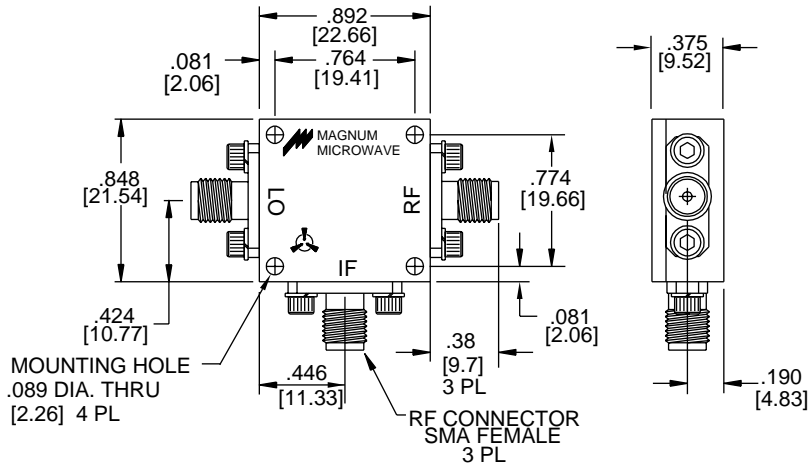 .892
[22.66]
.081
[2.06]
.764
[19.41]
.375
[9.52]
MAGNUM
MICROWAVE
.848
[21.54]
LO
RF
.774
[19.66]
IF
.424
[10.77]
.081
[2.06]
MOUNTING HOLE
.089 DIA. THRU
[2.26] 4 PL
.446
[11.33]
.38
[9.7]
3 PL
.190
[4.83]
RF CONNECTOR
SMA FEMALE
3 PL